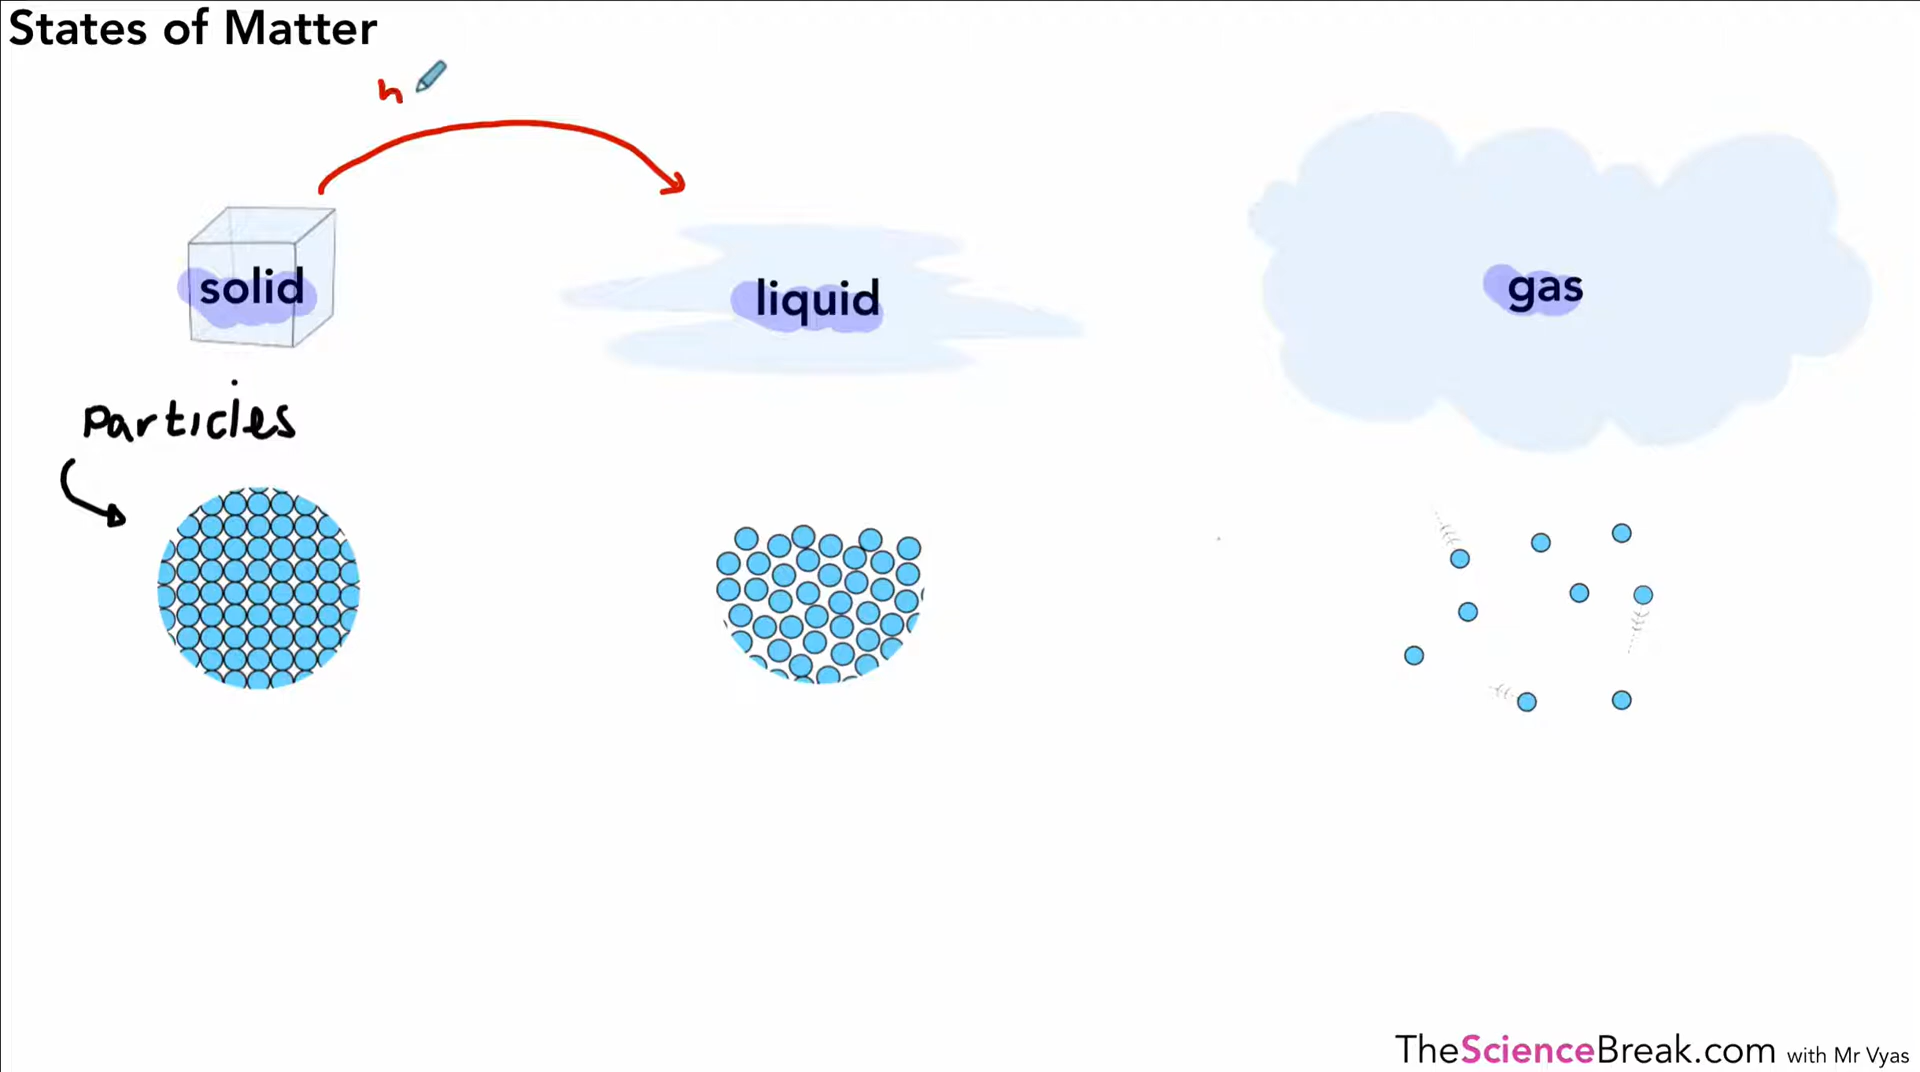 States of Matter
h
solid
liquid
gas
Particles
TheScienceBreak.com with Mr Vyas